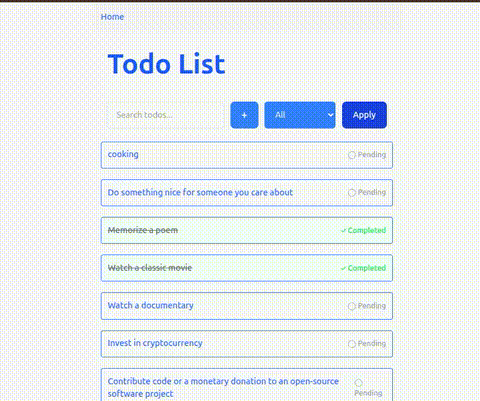 Home
Todo List
Search todos...
+
All
Apply
cooking
Pending
Do something nice for someone you care about
Pending
Memorize a poem
✓ Completed
Watch a classic movie
✓ Completed
Watch a documentary
Pending
Invest in cryptocurrency
Pending
Contribute code or a monetary donation to an open-source
software project
Pending